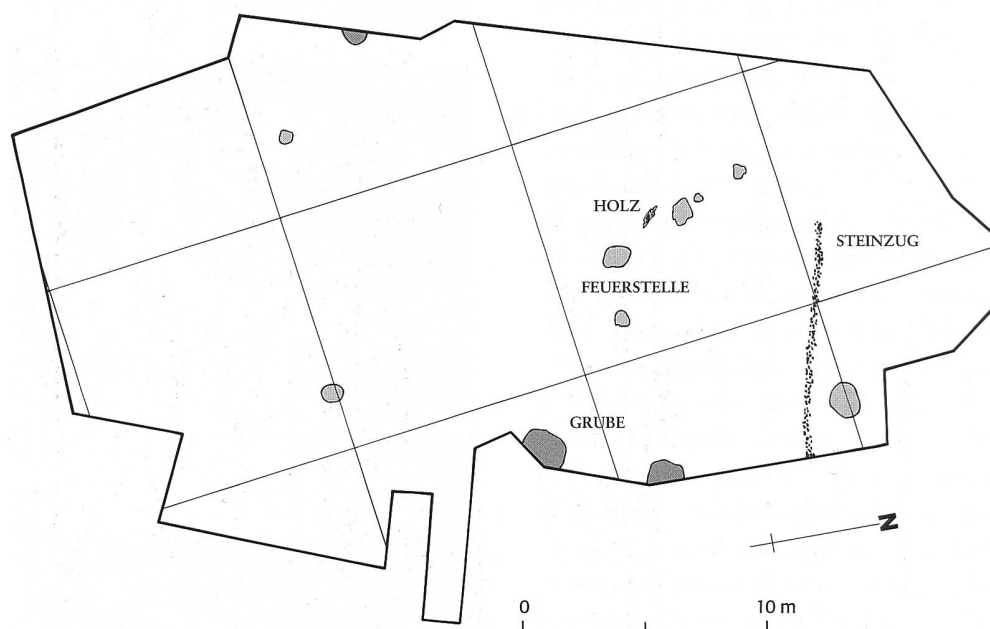 HOLZ
STEINZUG
FEUERSTELLE
GRUBE
N
0 10 m